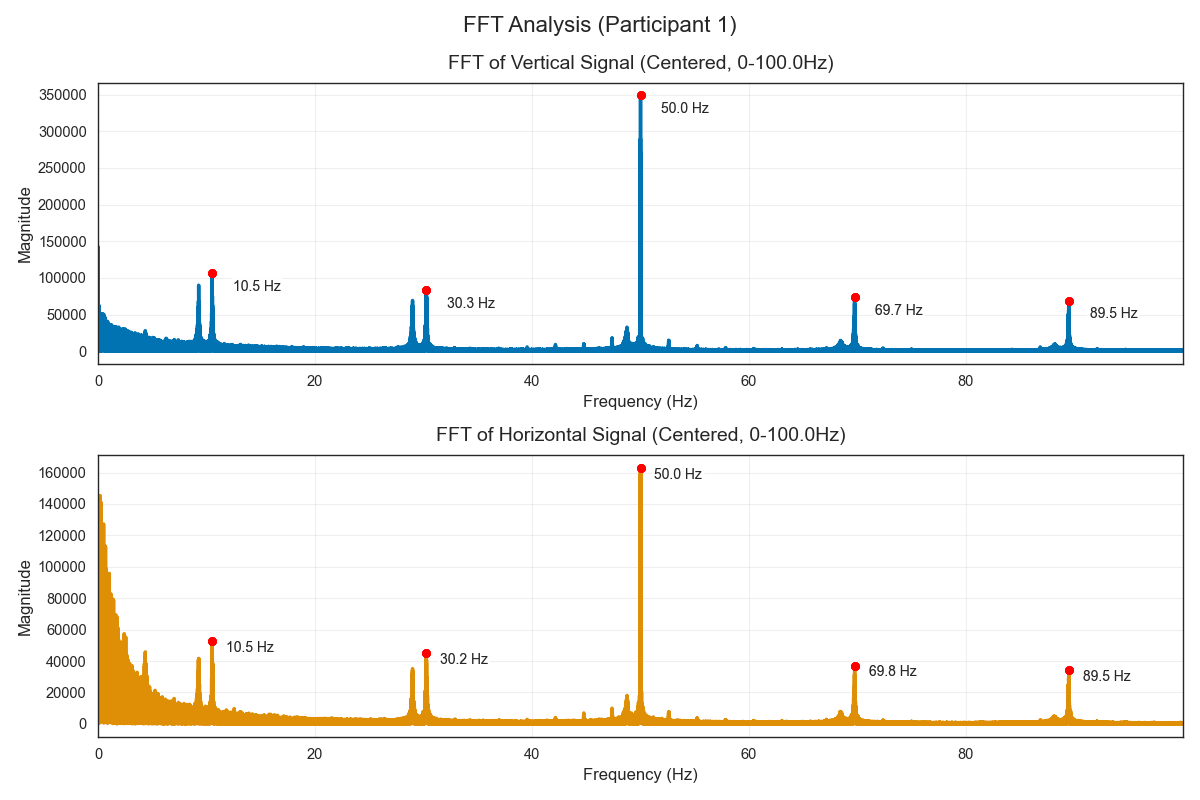 FFT Analysis (Participant 1)
FFT of Vertical Signal (Centered, 0-100.0Hz)
350000
300000
250000
200000
150000
100000
50000
0
Magnitude
50.0 Hz
10.5 Hz
30.3 Hz
69.7 Hz
89.5 Hz
0 20 40 60 80
Frequency (Hz)
FFT of Horizontal Signal (Centered, 0-100.0Hz)
160000
140000
120000
100000
80000
60000
40000
20000
0
Magnitude
50.0 Hz
10.5 Hz
30.2 Hz
69.8 Hz
89.5 Hz
0 20 40 60 80
Frequency (Hz)